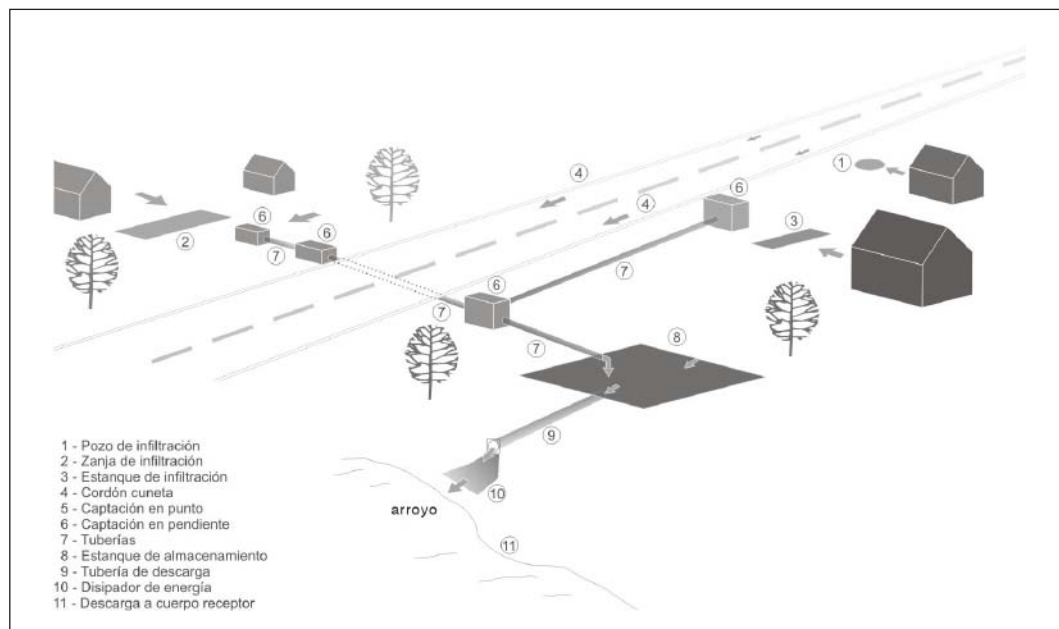 4
1
6
4
3
6
6
2
7
7
6
7
8
7
9
10
arroyo
11
1 - Pozo de infiltración
2 - Zanja de infiltración
3 - Estanque de infiltración
4 - Cordón cuneta
5 - Captación en punto
6 - Captación en pendiente
7 - Tuberías
8 - Estanque de almacenamiento
9 - Tubería de descarga
10 - Disipador de energía
11 - Descarga a cuerpo receptor